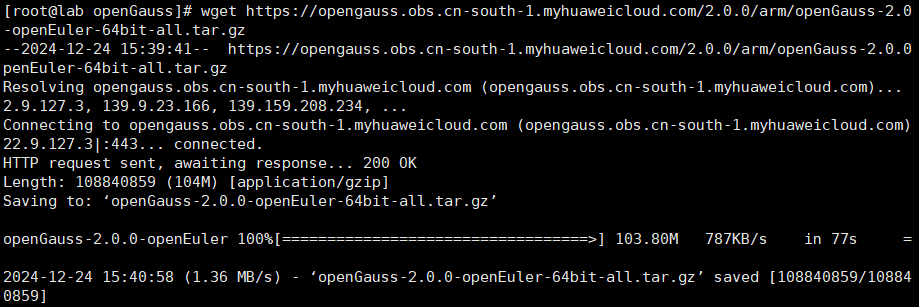 [root@lab openGauss]# wget https://opengauss.obs.cn-south-1.myhuaweicloud.com/2.0.0/arm/openGauss-2.0
-openEuler-64bit-all.tar.gz
--2024-12-24 15:39:41--  https://opengauss.obs.cn-south-1.myhuaweicloud.com/2.0.0/arm/openGauss-2.0.0
penEuler-64bit-all.tar.gz
Resolving opengauss.obs.cn-south-1.myhuaweicloud.com (opengauss.obs.cn-south-1.myhuaweicloud.com)...
2.9.127.3, 139.9.23.166, 139.159.208.234, ...
Connecting to opengauss.obs.cn-south-1.myhuaweicloud.com (opengauss.obs.cn-south-1.myhuaweicloud.com)
22.9.127.3|:443... connected.
HTTP request sent, awaiting response... 200 OK
Length: 108840859 (104M) [application/gzip]
Saving to: ‘openGauss-2.0.0-openEuler-64bit-all.tar.gz’
openGauss-2.0.0-openEuler 100%[==================================>] 103.80M   787KB/s    in 77s     =
2024-12-24 15:40:58 (1.36 MB/s) - ‘openGauss-2.0.0-openEuler-64bit-all.tar.gz’ saved [108840859/10884
0859]